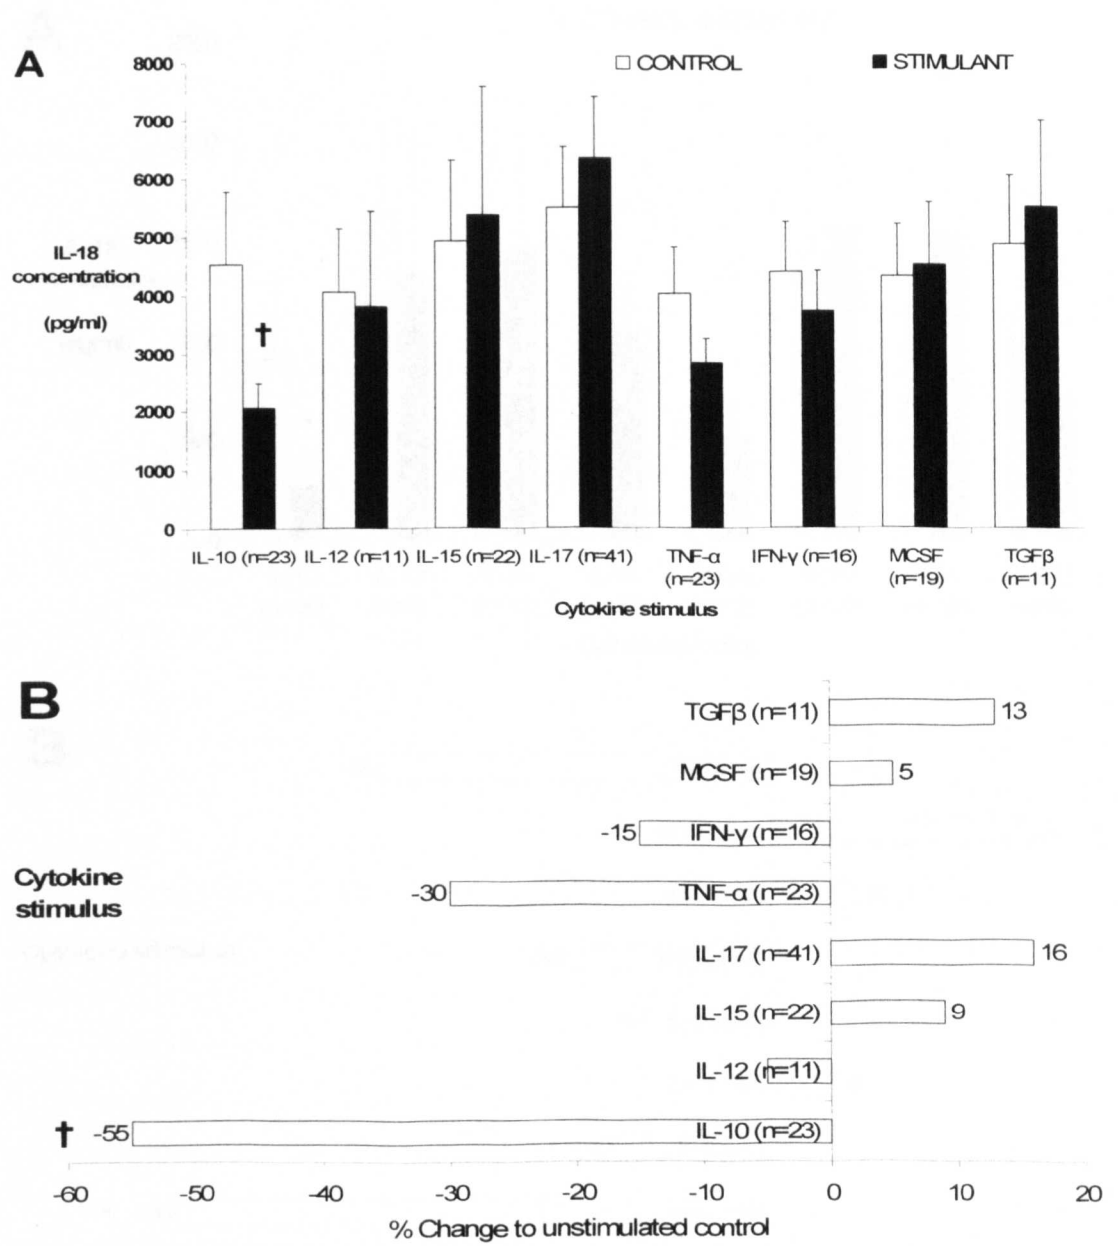 A
8000
□ CONTROL
■ STIMULANT
7000
6000
5000
IL-18
concentration
4000
(pg/ml)
†
3000
2000
1000
0
IL-10 (n=23) IL-12 (n=11) IL-15 (n=22) IL-17 (n=41) TNF-α IFN-γ (n=16) MCSF TGFβ
(n=23) (n=19) (n=11)
Cytokine stimulus
B
TGFβ (n=11) 13
MCSF (n=19) 5
-15 IFN-γ (n=16)
Cytokine
stimulus
-30 TNF-α (n=23)
IL-17 (n=41) 16
IL-15 (n=22) 9
IL-12 (n=11)
† -55 IL-10 (n=23)
-60 -50 -40 -30 -20 -10 0 10 20
% Change to unstimulated control